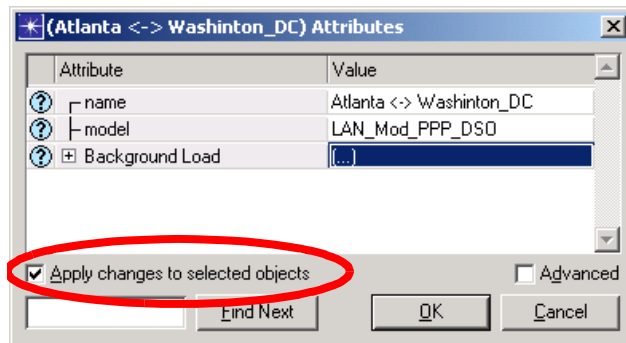 (Atlanta <-> Washinton_DC) Attributes
Attribute Value
name Atlanta <-> Washinton_DC
model LAN_Mod_PPP_DS0
Background Load (...)
Apply changes to selected objects Advanced
Find Next OK Cancel